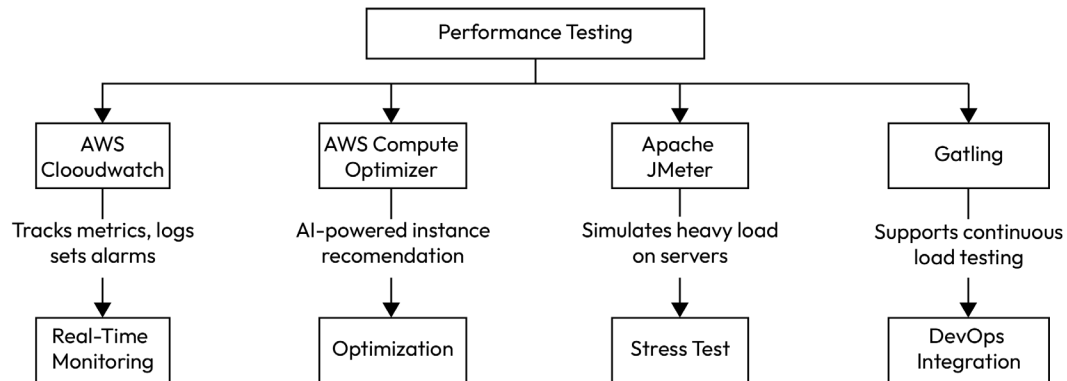 Performance Testing
AWS
Clooudwatch
AWS Compute
Optimizer
Apache
JMeter
Gatling
Tracks metrics, logs
sets alarms
AI-powered instance
recomendation
Simulates heavy load
on servers
Supports continuous
load testing
Real-Time
Monitoring
Optimization
Stress Test
DevOps
Integration